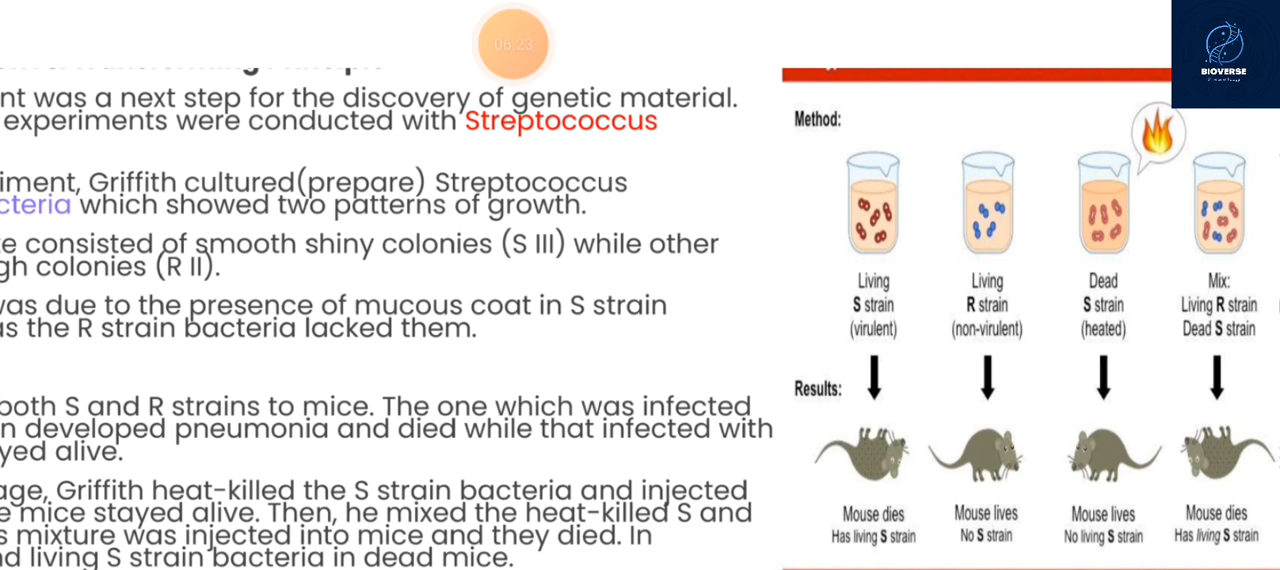 06:23
BIOVERSE
nt was a next step for the discovery of genetic material.
experiments were conducted with Streptococcus
iment, Griffith cultured(prepare) Streptococcus
cteria which showed two patterns of growth.
e consisted of smooth shiny colonies (S III) while other
gh colonies (R II).
was due to the presence of mucous coat in S strain
as the R strain bacteria lacked them.
both S and R strains to mice. The one which was infected
n developed pneumonia and died while that infected with
yed alive.
age, Griffith heat-killed the S strain bacteria and injected
e mice stayed alive. Then, he mixed the heat-killed S and
s mixture was injected into mice and they died. In
nd living S strain bacteria in dead mice.
Method:
Living
S strain
(virulent)
Living
R strain
(non-virulent)
Dead
S strain
(heated)
Mix:
Living R strain
Dead S strain
Results:
Mouse dies
Has living S strain
Mouse lives
No S strain
Mouse lives
No living S strain
Mouse dies
Has living S strain